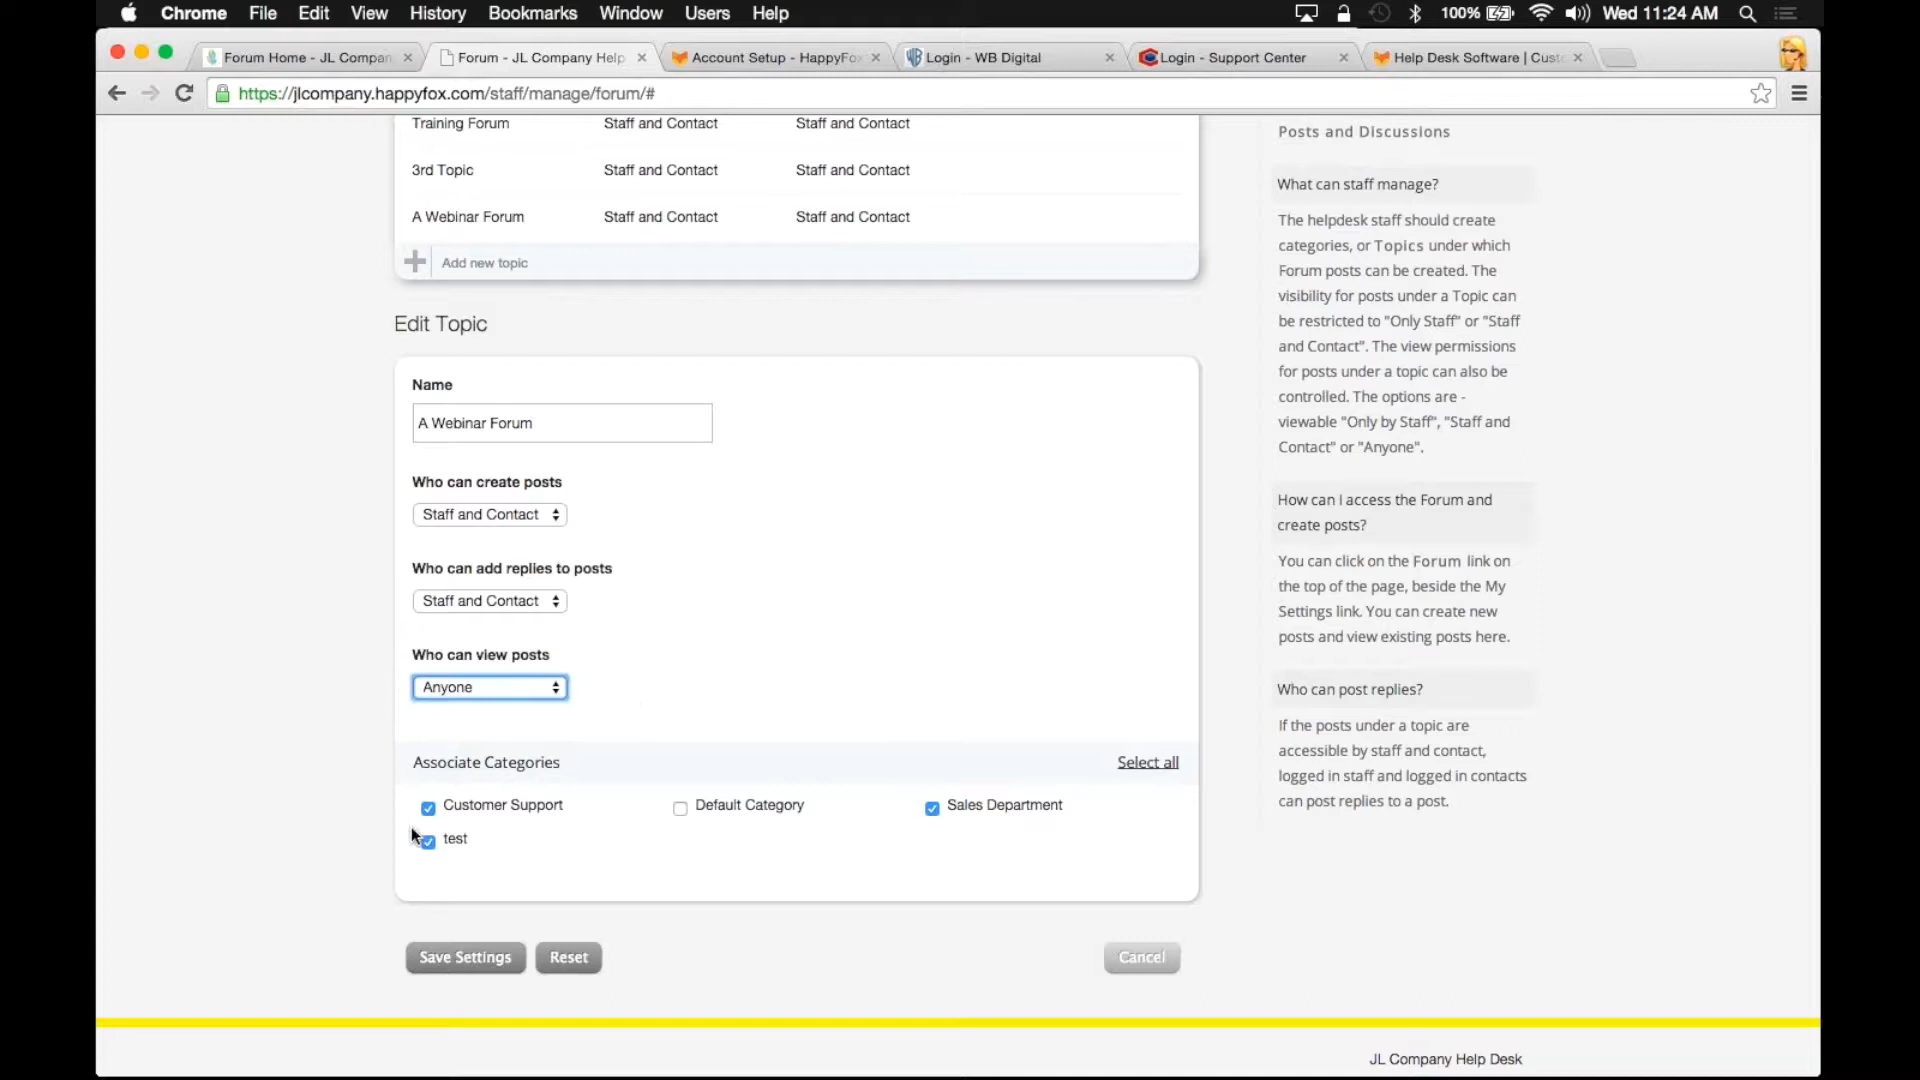 Chrome File Edit View History Bookmarks Window Users Help 100% Wed 11:24 AM
Forum Home - JL Compan
Forum - JL Company Help
Account Setup - HappyFox
Login - WB Digital
Login - Support Center
Help Desk Software | Cust
https://jlcompany.happyfox.com/staff/manage/forum/#
Training Forum Staff and Contact Staff and Contact
3rd Topic Staff and Contact Staff and Contact
A Webinar Forum Staff and Contact Staff and Contact
Add new topic
Edit Topic
Name
A Webinar Forum
Who can create posts
Staff and Contact
Who can add replies to posts
Staff and Contact
Who can view posts
Anyone
Associate Categories Select all
Customer Support Default Category Sales Department
test
Save Settings Reset Cancel
Posts and Discussions
What can staff manage?
The helpdesk staff should create
categories, or Topics under which
Forum posts can be created. The
visibility for posts under a Topic can
be restricted to "Only Staff" or "Staff
and Contact". The view permissions
for posts under a topic can also be
controlled. The options are -
viewable "Only by Staff", "Staff and
Contact" or "Anyone".
How can I access the Forum and
create posts?
You can click on the Forum link on
the top of the page, beside the My
Settings link. You can create new
posts and view existing posts here.
Who can post replies?
If the posts under a topic are
accessible by staff and contact,
logged in staff and logged in contacts
can post replies to a post.
JL Company Help Desk